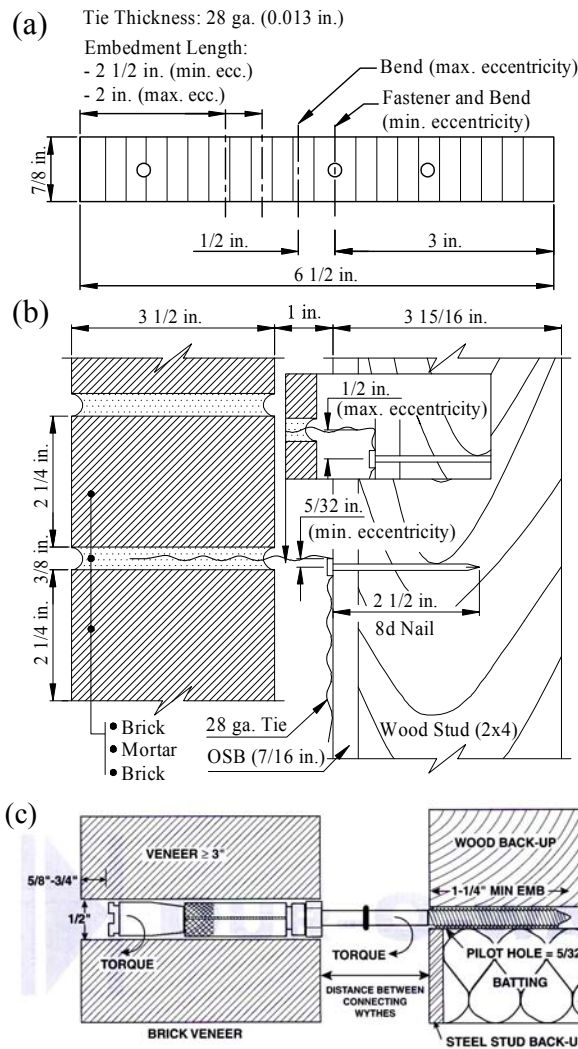 (a)
Tie Thickness: 28 ga. (0.013 in.)
Embedment Length:
- 2 1/2 in. (min. ecc.)
- 2 in. (max. ecc.)
Bend (max. eccentricity)
Fastener and Bend
(min. eccentricity)
7/8 in.
1/2 in.
3 in.
6 1/2 in.
(b)
3 1/2 in.
1 in.
3 15/16 in.
1/2 in.
(max. eccentricity)
2 1/4 in.
5/32 in.
(min. eccentricity)
3/8 in.
2 1/2 in.
8d Nail
2 1/4 in.
28 ga. Tie
Wood Stud (2x4)
OSB (7/16 in.)
• Brick
• Mortar
• Brick
(c)
VENEER ≥ 3"
WOOD BACK-UP
5/8"-3/4"
1-1/4" MIN EMB
1/2"
TORQUE
TORQUE
PILOT HOLE = 5/32
DISTANCE BETWEEN
CONNECTING
WYTHES
BATTING
BRICK VENEER
STEEL STUD BACK-U